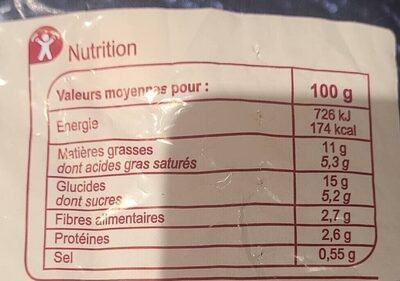 Nutrition
Valeurs moyennes pour : 100 g
Energie 726 kJ
174 kcal
Matières grasses 11 g
dont acides gras saturés 5,3 g
Glucides 15 g
dont sucres 5,2 g
Fibres alimentaires 2,7 g
Protéines 2,6 g
Sel 0,55 g